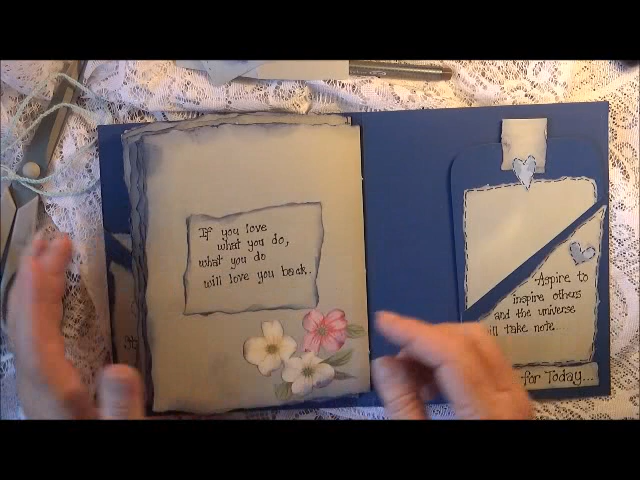 If you love
what you do,
what you do
will love you back.
Aspire to
inspire others
and the universe
will take note...
for Today...